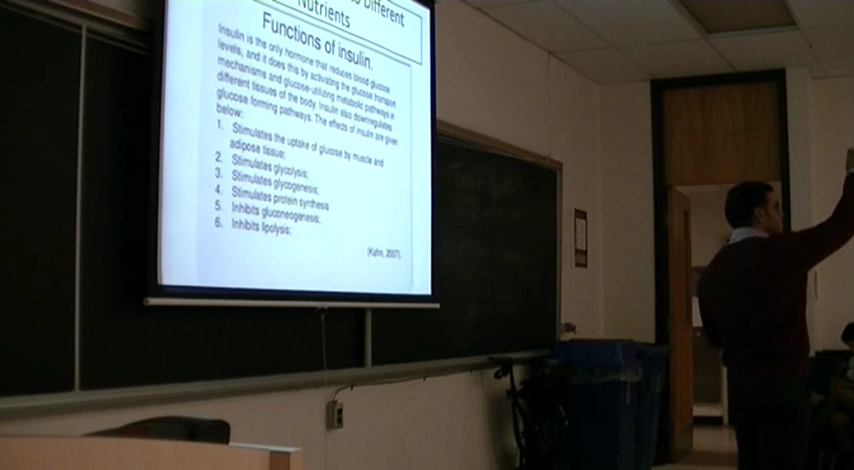 to Different
Nutrients
Functions of insulin.
Insulin is the only hormone that reduces blood glucose
levels, and it does this by activating the glucose transport
mechanisms and glucose-utilizing metabolic pathways in
different tissues of the body. Insulin also downregulates
glucose forming pathways. The effects of insulin are given
below:
1. Stimulates the uptake of glucose by muscle and
adipose tissue;
2. Stimulates glycolysis;
3. Stimulates glycogenesis;
4. Stimulates protein synthesis
5. Inhibits gluconeogenesis;
6. Inhibits lipolysis;
(Kuhn, 2007).